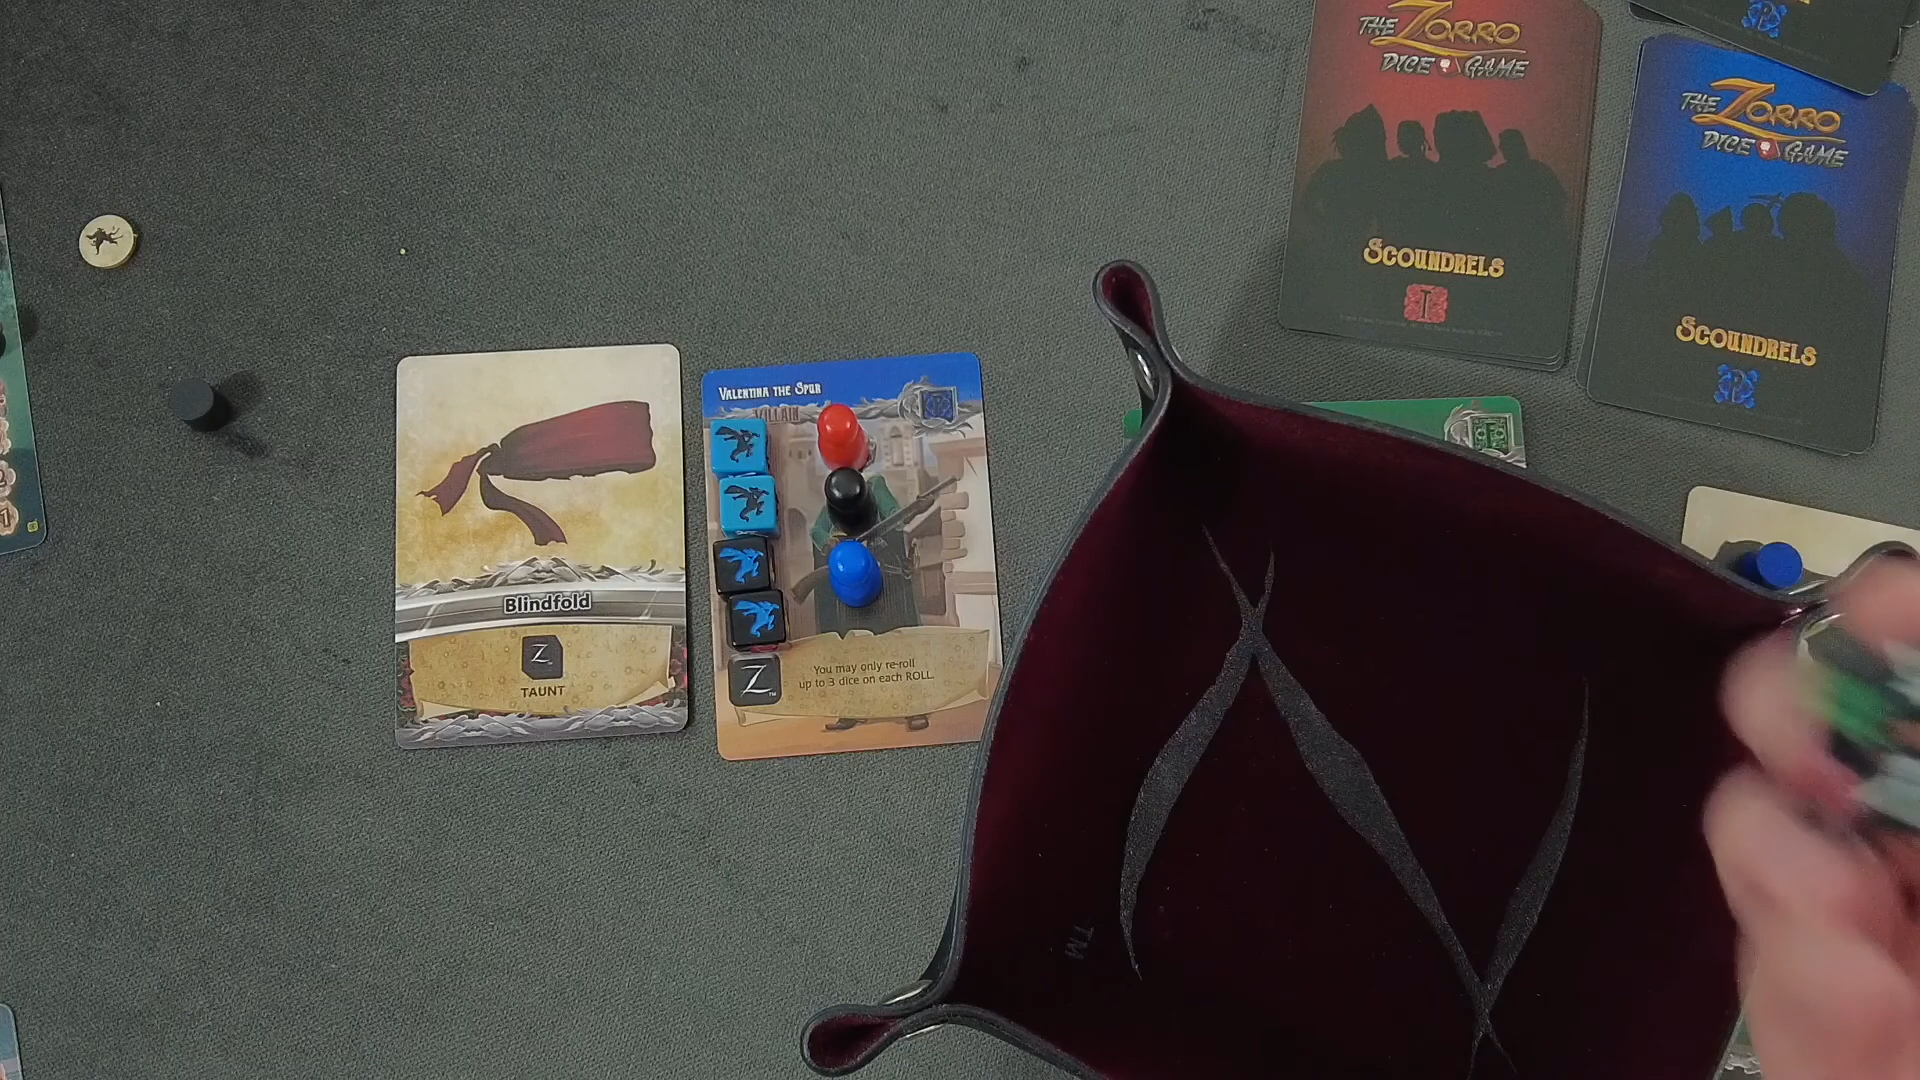 THE ZORRO
DICE GAME
SCOUNDRELS
I
THE ZORRO
DICE GAME
SCOUNDRELS
VALENTINA THE SPUR
VILLAIN
Z
You may only re-roll
up to 3 dice on each ROLL.
Blindfold
Z
TAUNT
TM
1